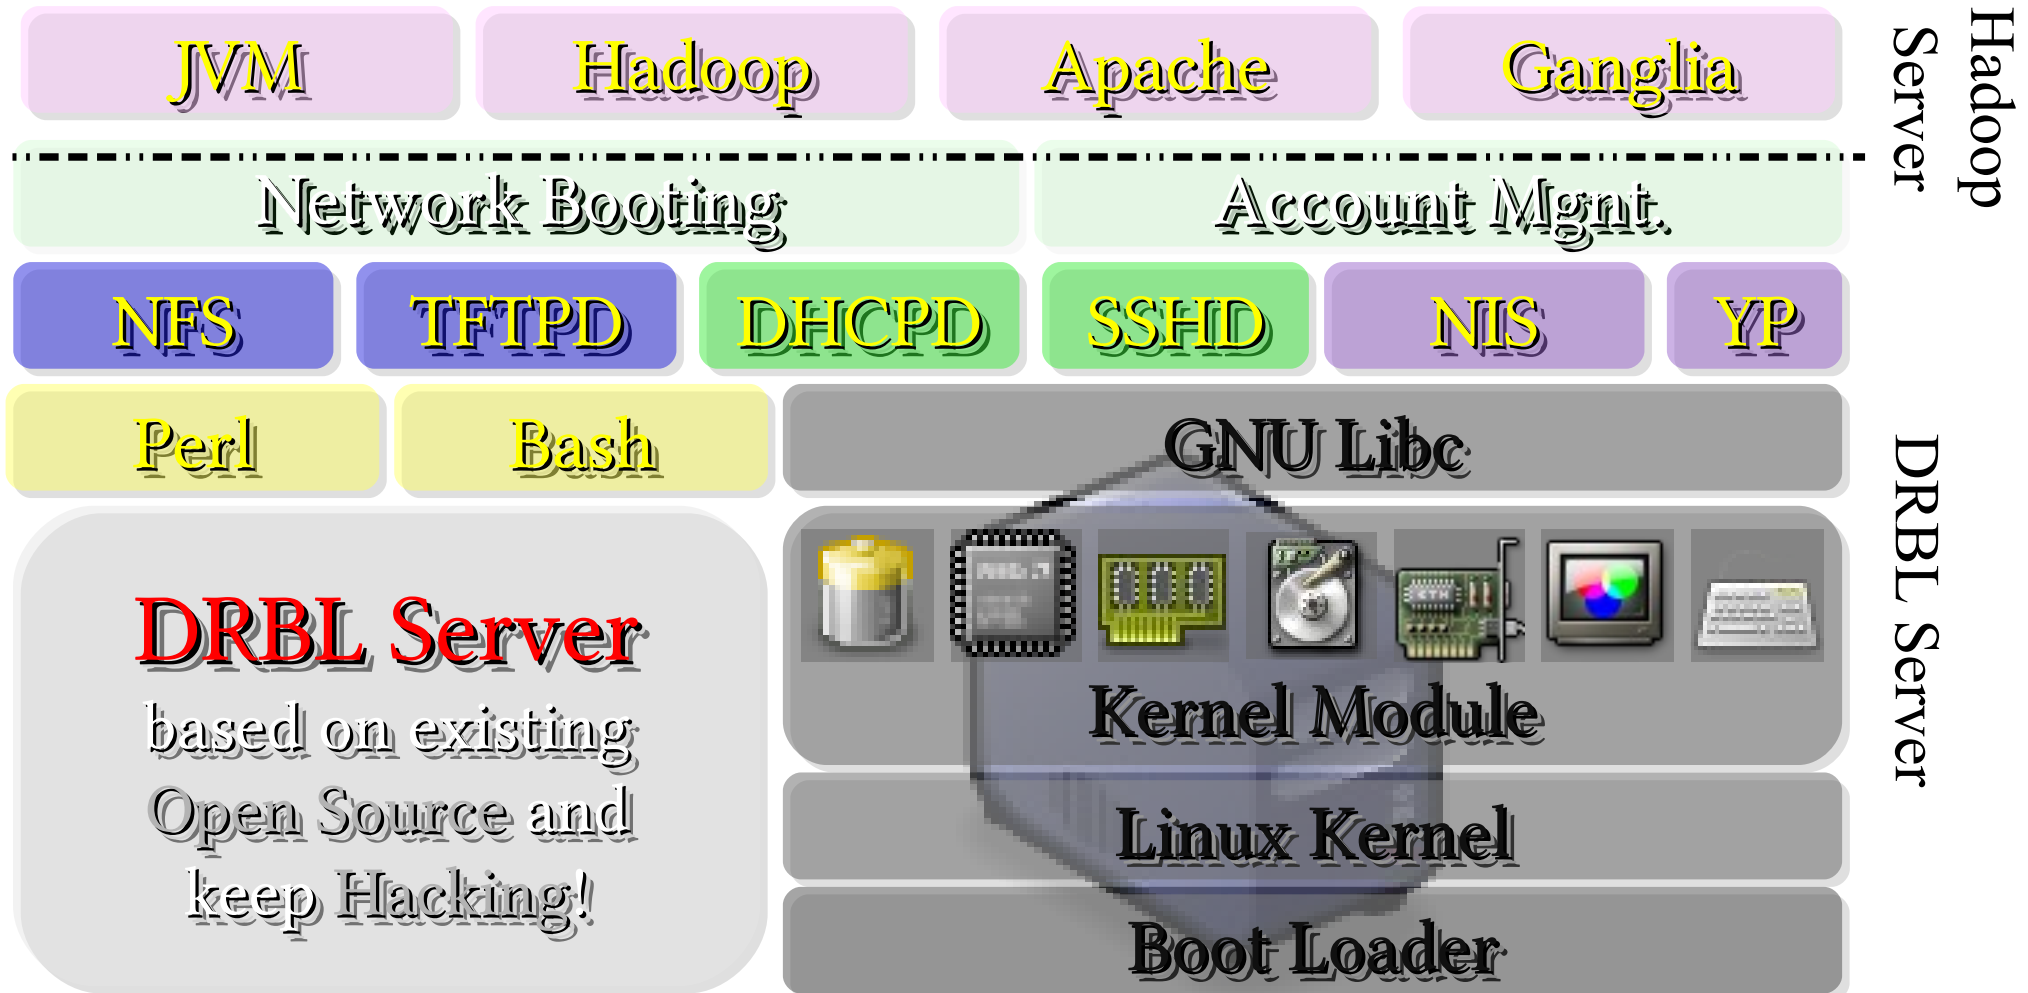 JVM
Hadoop
Apache
Ganglia
Hadoop
Server
Network Booting
Account Mgnt.
NFS
TFTPD
DHCPD
SSHD
NIS
YP
Perl
Bash
GNU Libc
DRBL Server
DRBL Server
based on existing
Open Source and
keep Hacking!
Kernel Module
Linux Kernel
Boot Loader